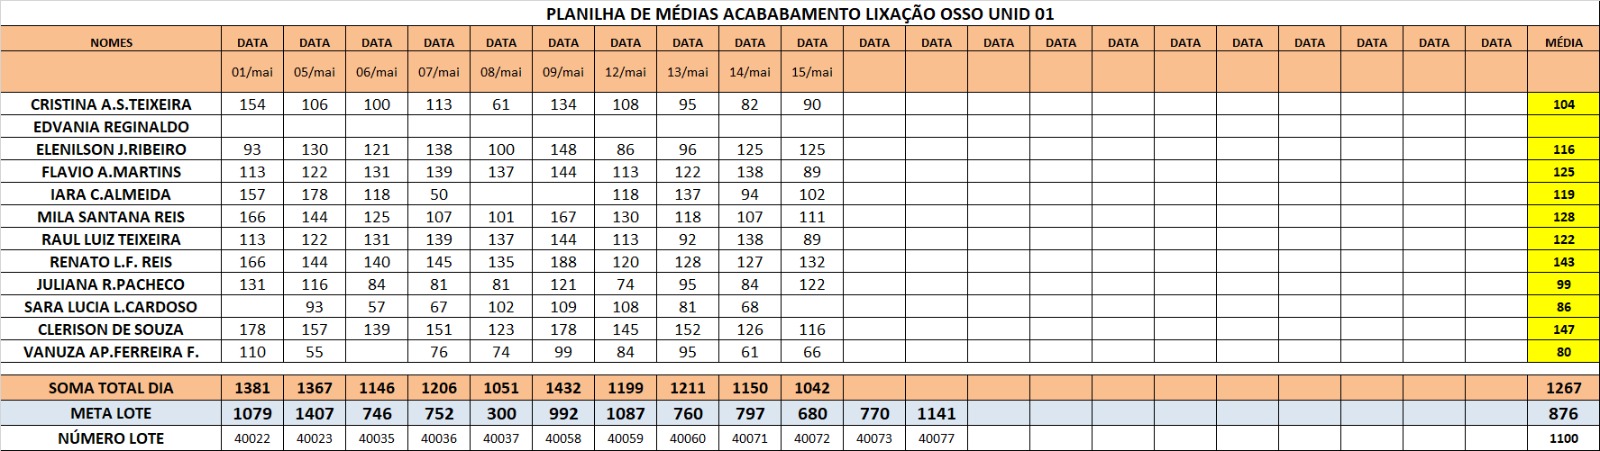 PLANILHA DE MÉDIAS ACABABAMENTO LIXAÇÃO OSSO UNID 01
NOMES DATA DATA DATA DATA DATA DATA DATA DATA DATA DATA DATA DATA DATA DATA DATA DATA DATA DATA DATA DATA DATA MÉDIA
01/mai 05/mai 06/mai 07/mai 08/mai 09/mai 12/mai 13/mai 14/mai 15/mai
CRISTINA A.S.TEIXEIRA 154 106 100 113 61 134 108 95 82 90 104
EDVANIA REGINALDO
ELENILSON J.RIBEIRO 93 130 121 138 100 148 86 96 125 125 116
FLAVIO A.MARTINS 113 122 131 139 137 144 113 122 138 89 125
IARA C.ALMEIDA 157 178 118 50 118 137 94 102 119
MILA SANTANA REIS 166 144 125 107 101 167 130 118 107 111 128
RAUL LUIZ TEIXEIRA 113 122 131 139 137 144 113 92 138 89 122
RENATO L.F. REIS 166 144 140 145 135 188 120 128 127 132 143
JULIANA R.PACHECO 131 116 84 81 81 121 74 95 84 122 99
SARA LUCIA L.CARDOSO 93 57 67 102 109 108 81 68 86
CLERISON DE SOUZA 178 157 139 151 123 178 145 152 126 116 147
VANUZA AP.FERREIRA F. 110 55 76 74 99 84 95 61 66 80
SOMA TOTAL DIA 1381 1367 1146 1206 1051 1432 1199 1211 1150 1042 1267
META LOTE 1079 1407 746 752 300 992 1087 760 797 680 770 1141 876
NÚMERO LOTE 40022 40023 40035 40036 40037 40058 40059 40060 40071 40072 40073 40077 1100